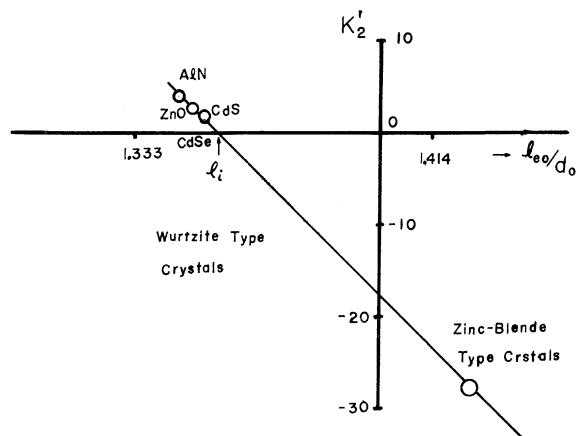 K₂' 10
AlN
ZnO CdS
0
1.333 CdSe 1.414 → ℓeo/do
ℓi
-10
Wurtzite Type
Crystals
-20
Zinc-Blende
Type Crstals
-30